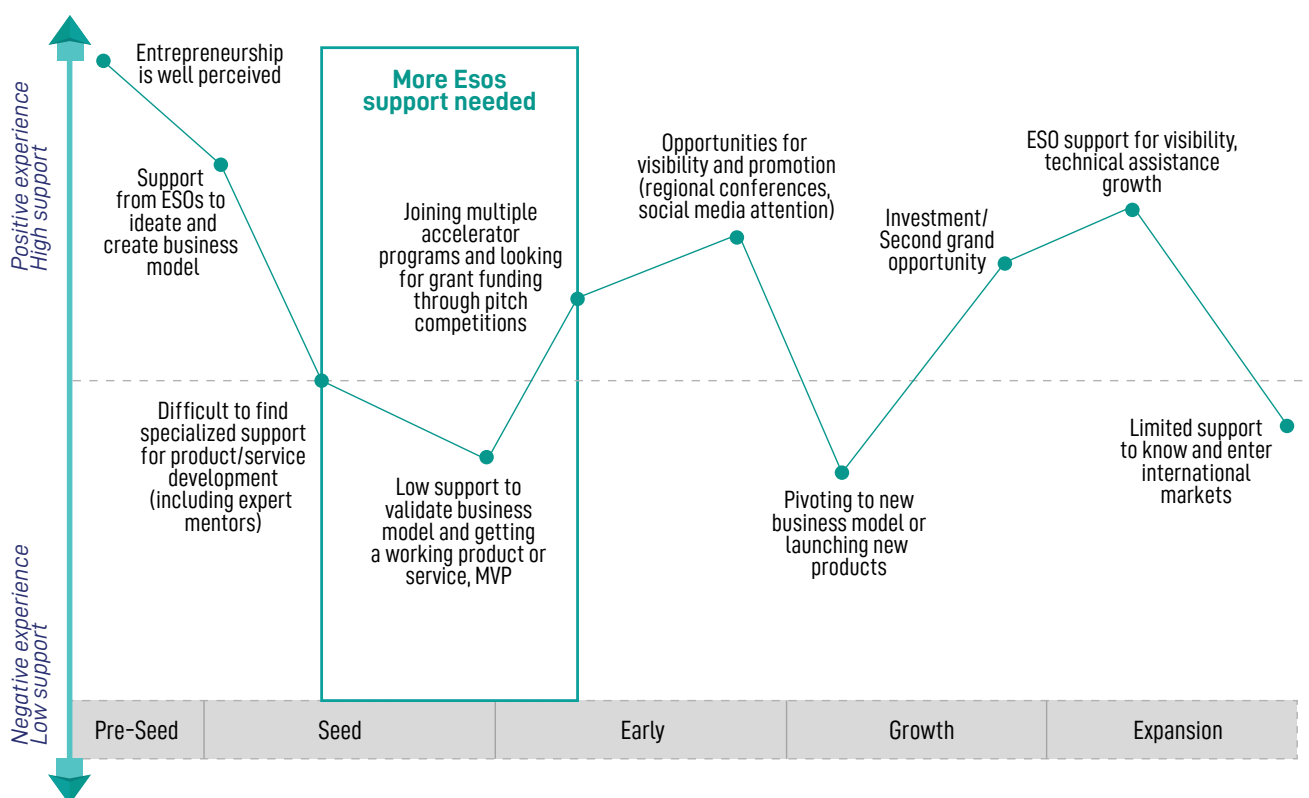 Positive experience
High support
Negative experience
Low support
Entrepreneurship
is well perceived
Support
from ESOs to
ideate and
create business
model
Difficult to find
specialized support
for product/service
development
(including expert
mentors)
More Esos
support needed
Low support to
validate business
model and getting
a working product or
service, MVP
Joining multiple
accelerator
programs and looking
for grant funding
through pitch
competitions
Opportunities for
visibility and promotion
(regional conferences,
social media attention)
Pivoting to new
business model or
launching new
products
Investment/
Second grand
opportunity
ESO support for visibility,
technical assistance
growth
Limited support
to know and enter
international
markets
Pre-Seed
Seed
Early
Growth
Expansion